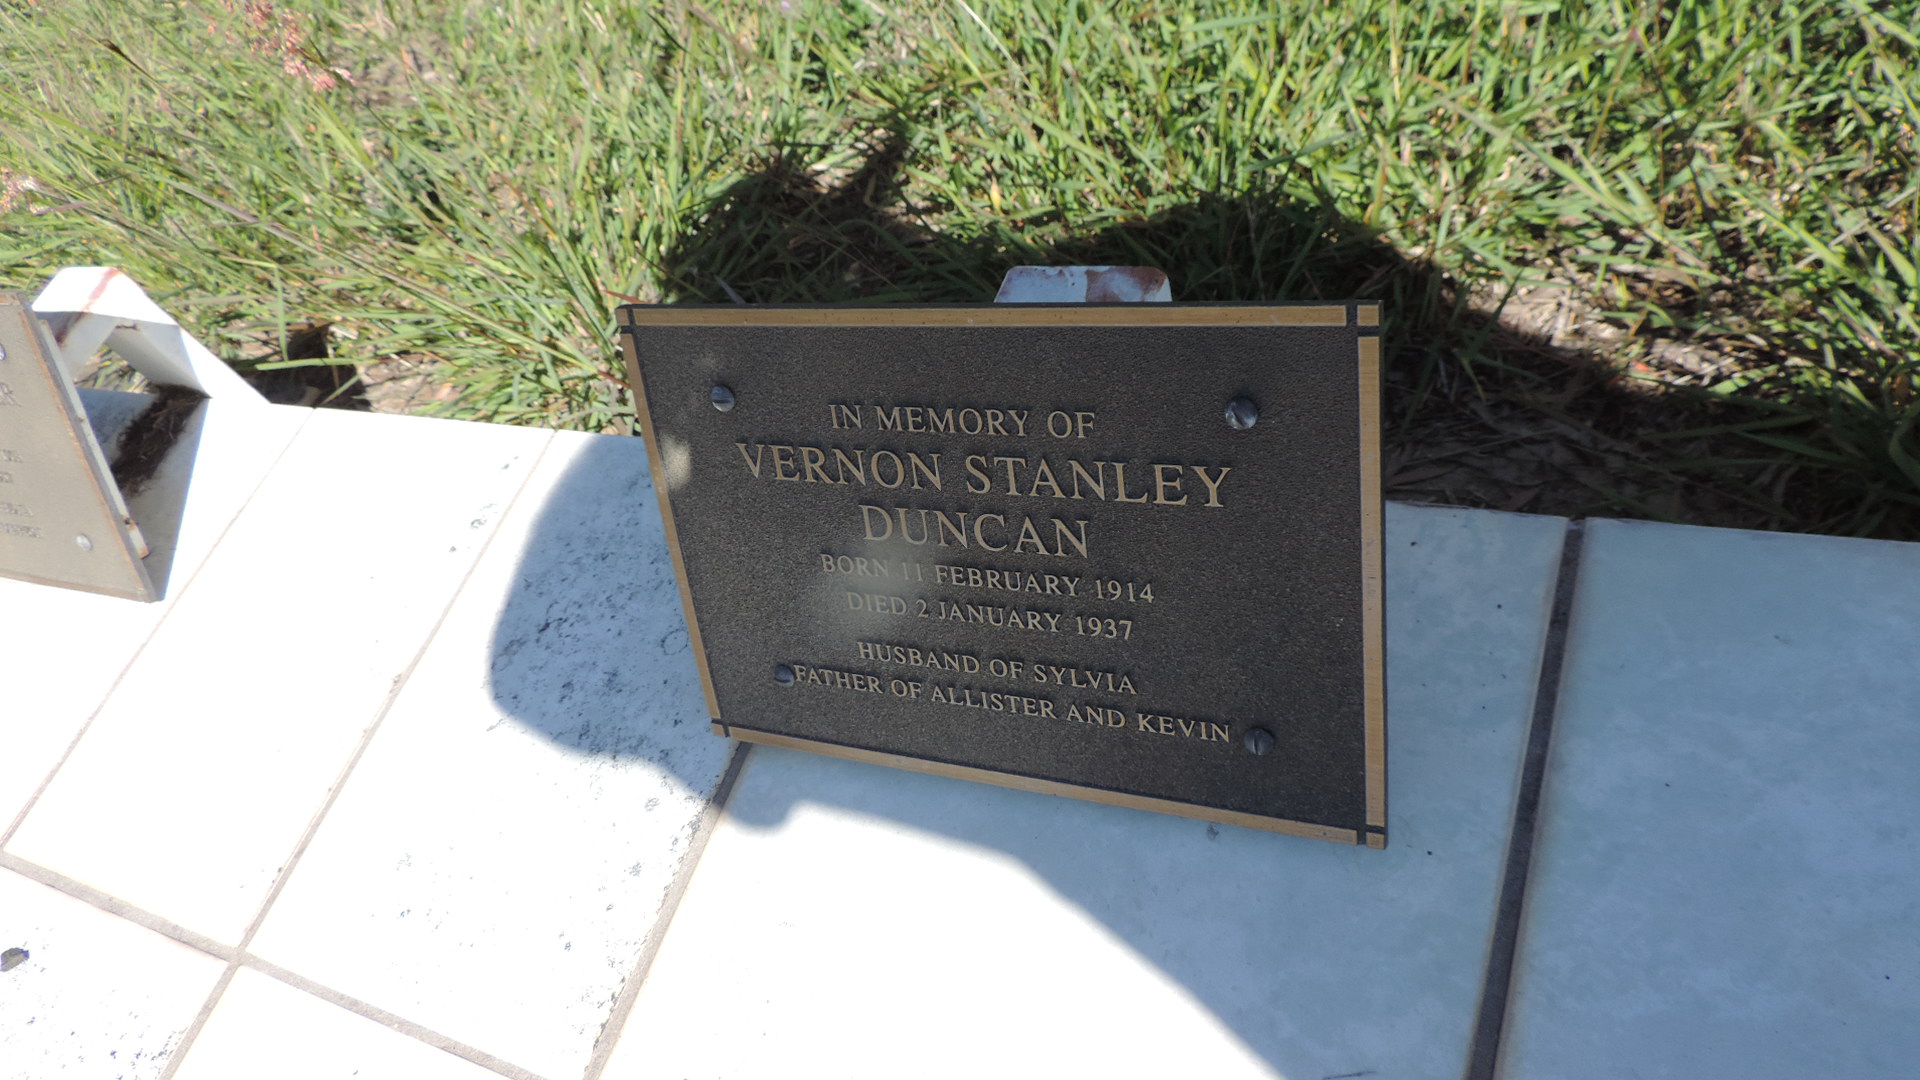 IN MEMORY OF
VERNON STANLEY
DUNCAN
BORN 11 FEBRUARY 1914
DIED 2 JANUARY 1937
HUSBAND OF SYLVIA
FATHER OF ALLISTER AND KEVIN